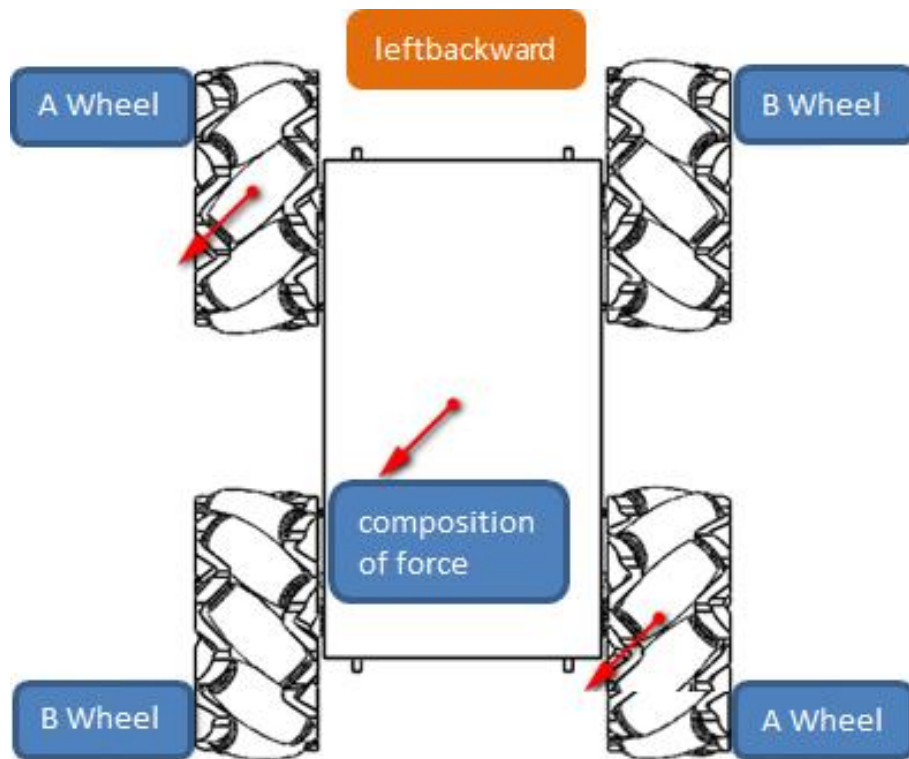 leftbackward
A Wheel
B Wheel
composition
of force
B Wheel
A Wheel